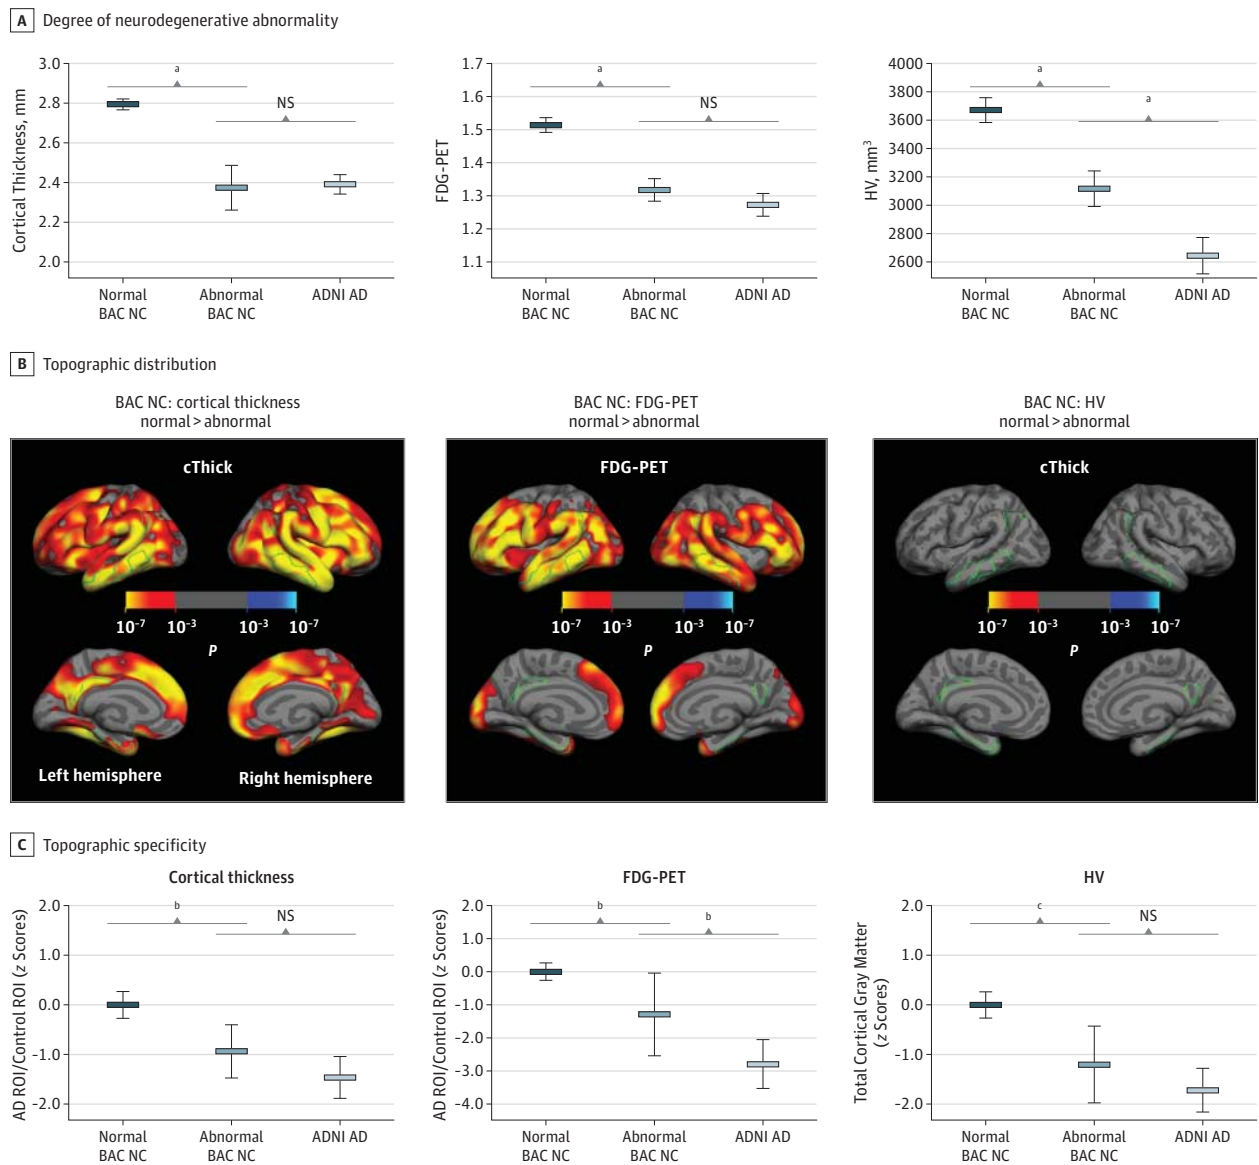 A Degree of neurodegenerative abnormality
Cortical Thickness, mm
3.0
2.8
2.6
2.4
2.2
2.0
a
NS
Normal BAC NC
Abnormal BAC NC
ADNI AD
FDG-PET
1.7
1.6
1.5
1.4
1.3
1.2
1.1
a
NS
Normal BAC NC
Abnormal BAC NC
ADNI AD
HV, mm³
4000
3800
3600
3400
3200
3000
2800
2600
a
a
Normal BAC NC
Abnormal BAC NC
ADNI AD
B Topographic distribution
BAC NC: cortical thickness
normal > abnormal
cThick
10⁻⁷ 10⁻³ 10⁻³ 10⁻⁷
P
Left hemisphere Right hemisphere
BAC NC: FDG-PET
normal > abnormal
FDG-PET
10⁻⁷ 10⁻³ 10⁻³ 10⁻⁷
P
BAC NC: HV
normal > abnormal
cThick
10⁻⁷ 10⁻³ 10⁻³ 10⁻⁷
P
C Topographic specificity
Cortical thickness
AD ROI/Control ROI (z Scores)
2.0
1.0
0.0
-1.0
-2.0
b
NS
Normal BAC NC
Abnormal BAC NC
ADNI AD
FDG-PET
AD ROI/Control ROI (z Scores)
2.0
1.0
0.0
-1.0
-2.0
-3.0
-4.0
b
b
Normal BAC NC
Abnormal BAC NC
ADNI AD
HV
Total Cortical Gray Matter
(z Scores)
2.0
1.0
0.0
-1.0
-2.0
c
NS
Normal BAC NC
Abnormal BAC NC
ADNI AD